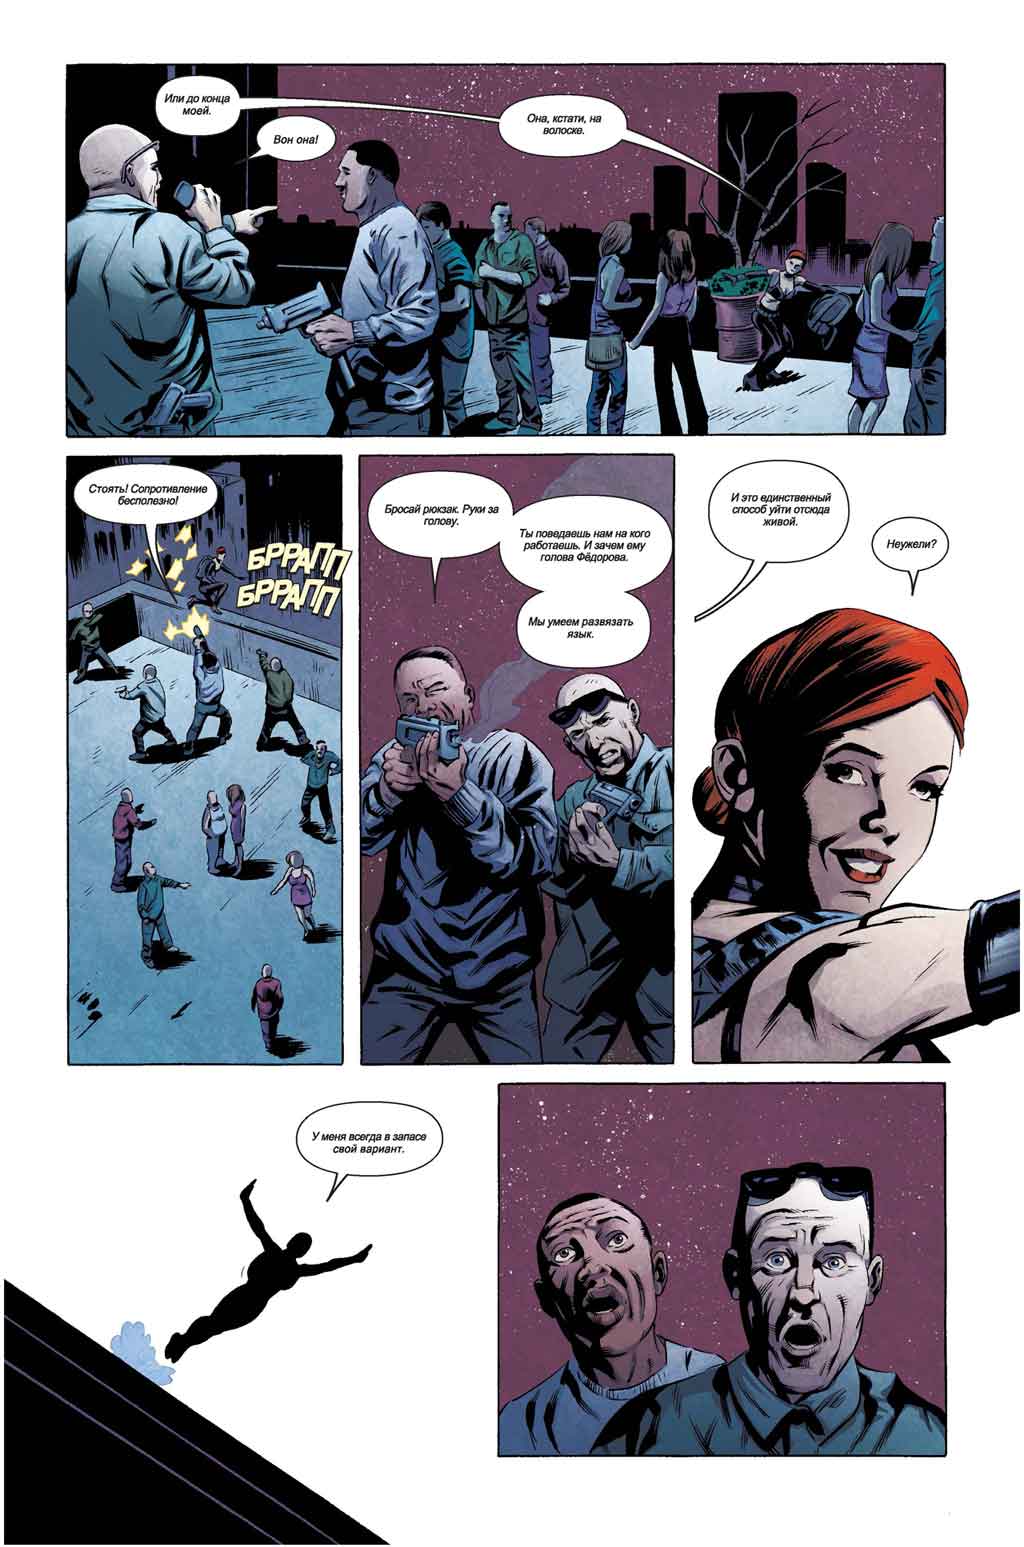 Или до конца
моей.
Вон она!
Она, кстати, на
волоске.
Стоять! Сопротивление
бесполезно!
БРРАПП
БРРАПП
Бросай рюкзак. Руки за
голову.
Ты поведаешь нам на кого
работаешь. И зачем ему
голова Фёдорова.
Мы умеем развязать
язык.
И это единственный
способ уйти отсюда
живой.
Неужели?
У меня всегда в запасе
свой вариант.